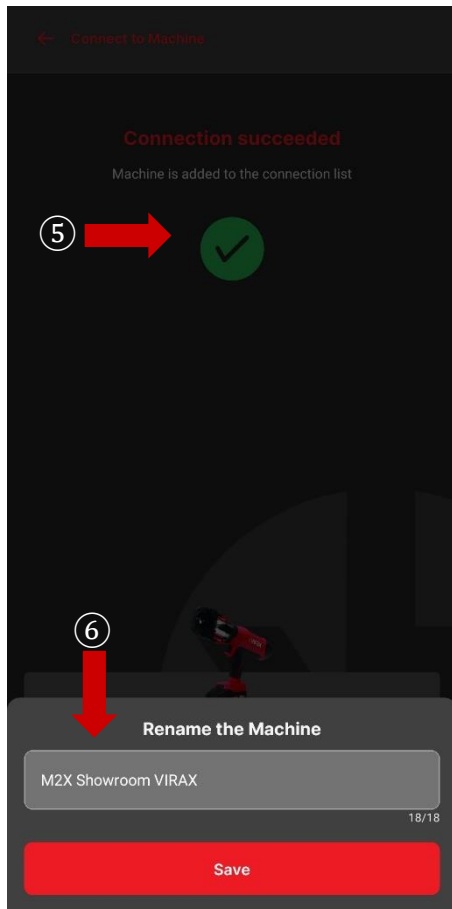 ← Connect to Machine
Connection succeeded
Machine is added to the connection list
⑤
⑥
Rename the Machine
M2X Showroom VIRAX
18/18
Save